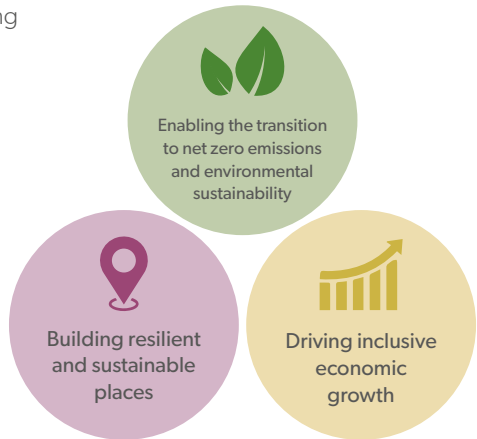 ng
Enabling the transition
to net zero emissions
and environmental
sustainability
Building resilient
and sustainable
places
Driving inclusive
economic
growth